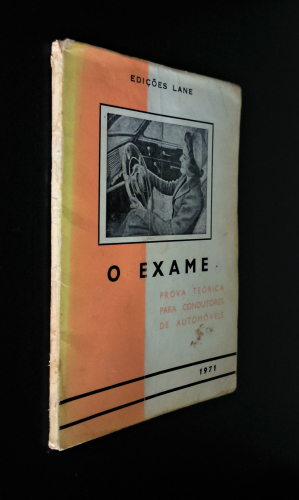 EDIÇÕES LANE
O EXAME
PROVA TEÓRICA
PARA CONDUTORES
DE AUTOMÓVEIS
1971